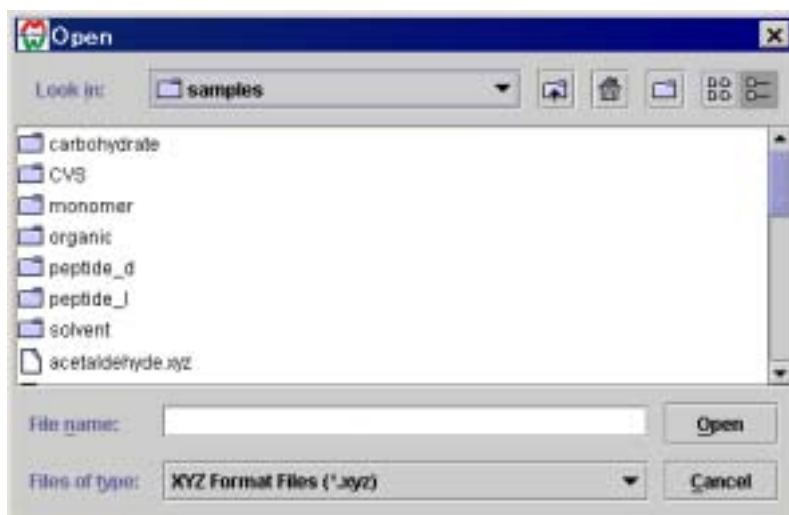 Open
Look in:
samples
carbohydrate
CVS
monomer
organic
peptide_d
peptide_l
solvent
acetaldehyde.xyz
File name:
Open
Files of type:
XYZ Format Files (*.xyz)
Cancel